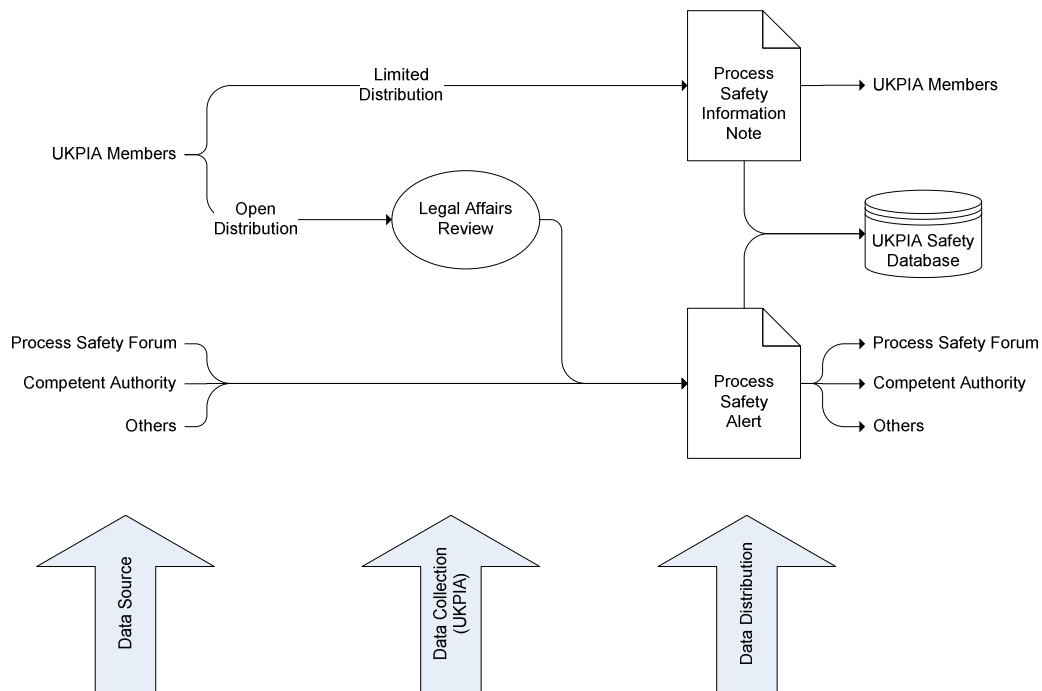 Limited
Distribution
Process
Safety
Information
Note
UKPIA Members
UKPIA Members
Open
Distribution
Legal Affairs
Review
UKPIA Safety
Database
Process Safety Forum
Competent Authority
Others
Process
Safety
Alert
Process Safety Forum
Competent Authority
Others
Data Source
Data Collection
(UKPIA)
Data Distribution